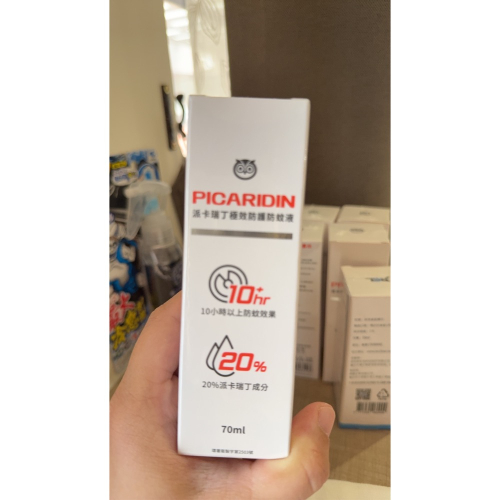 PICARIDIN
派卡瑞丁極效防護防蚊液
10+hr
10小時以上防蚊效果
20%
20%派卡瑞丁成分
70ml